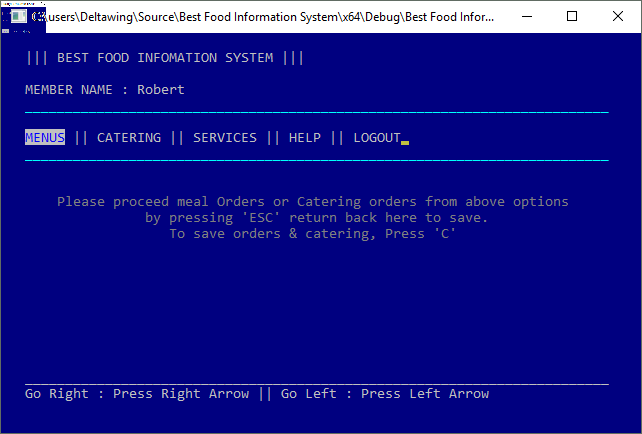 C:\users\Deltawing\Source\Best Food Information System\x64\Debug\Best Food Infor...
||| BEST FOOD INFOMATION SYSTEM |||
MEMBER NAME : Robert
MENUS || CATERING || SERVICES || HELP || LOGOUT
Please proceed meal Orders or Catering orders from above options
by pressing 'ESC' return back here to save.
To save orders & catering, Press 'C'
Go Right : Press Right Arrow || Go Left : Press Left Arrow